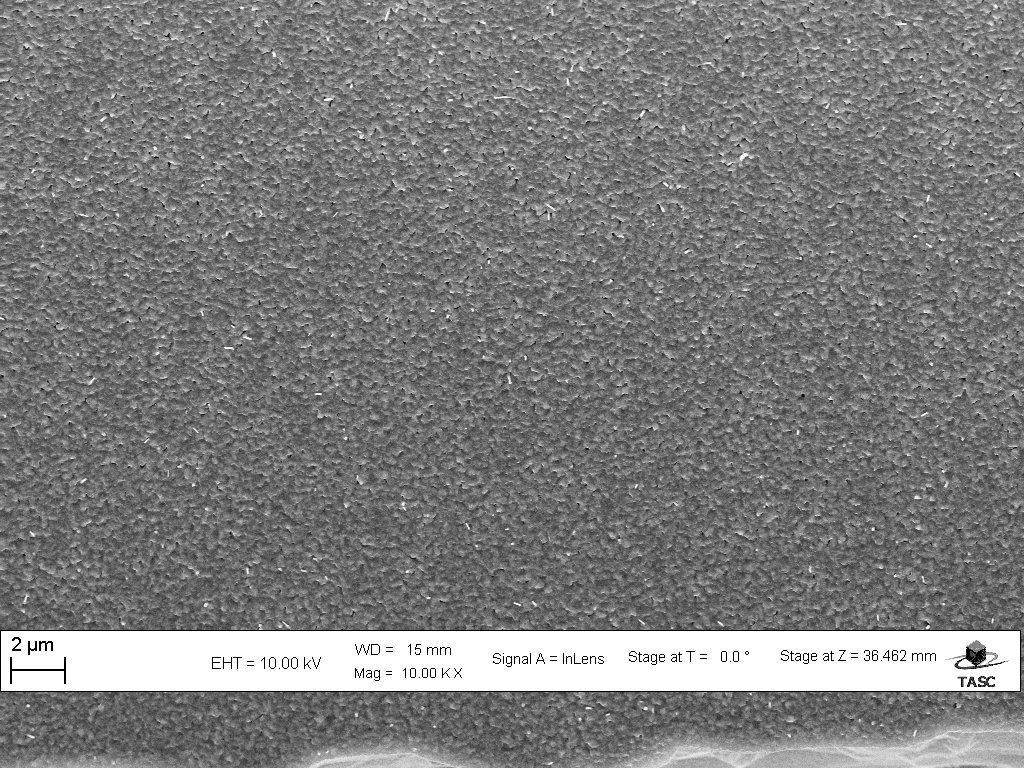 2 µm
EHT = 10.00 kV
WD = 15 mm
Mag = 10.00 K X
Signal A = InLens
Stage at T = 0.0 °
Stage at Z = 36.462 mm
TASC